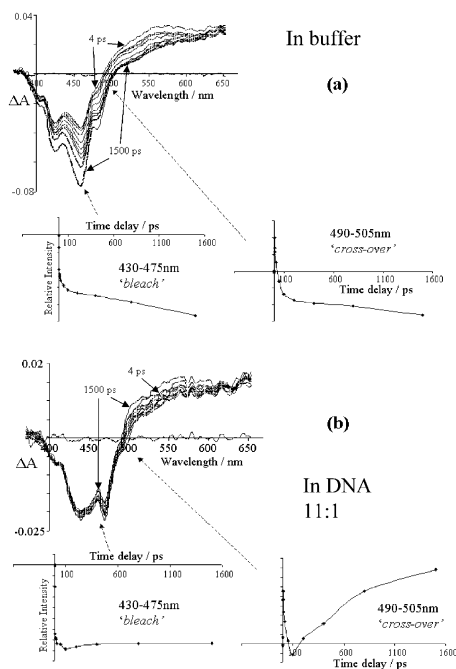 0.04
In buffer
4 ps
(a)
400 450 500 550 600 650
Wavelength / nm
ΔA
1500 ps
-0.08
Time delay / ps
100 600 1100 1600
Relative Intensity
430-475nm
‘bleach’
490-505nm
‘cross-over’
Time delay / ps
100 600 1100 1600
0.02
4 ps
1500 ps
(b)
400 450 500 550 600 650
Wavelength / nm
ΔA
In DNA
11:1
-0.025
Time delay / ps
100 600 1100 1600
Relative Intensity
430-475nm
‘bleach’
490-505nm
‘cross-over’
Time delay / ps
100 600 1100 1600